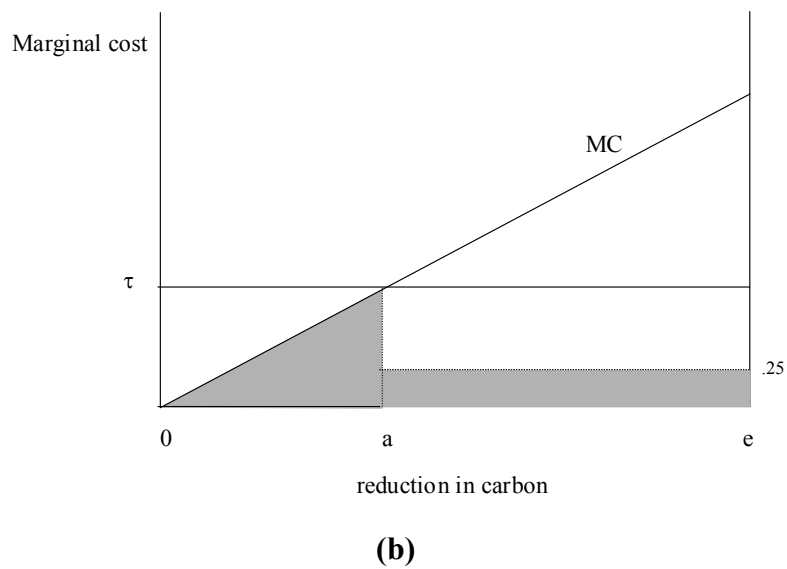 Marginal cost
MC
τ
.25
0 a e
reduction in carbon
(b)